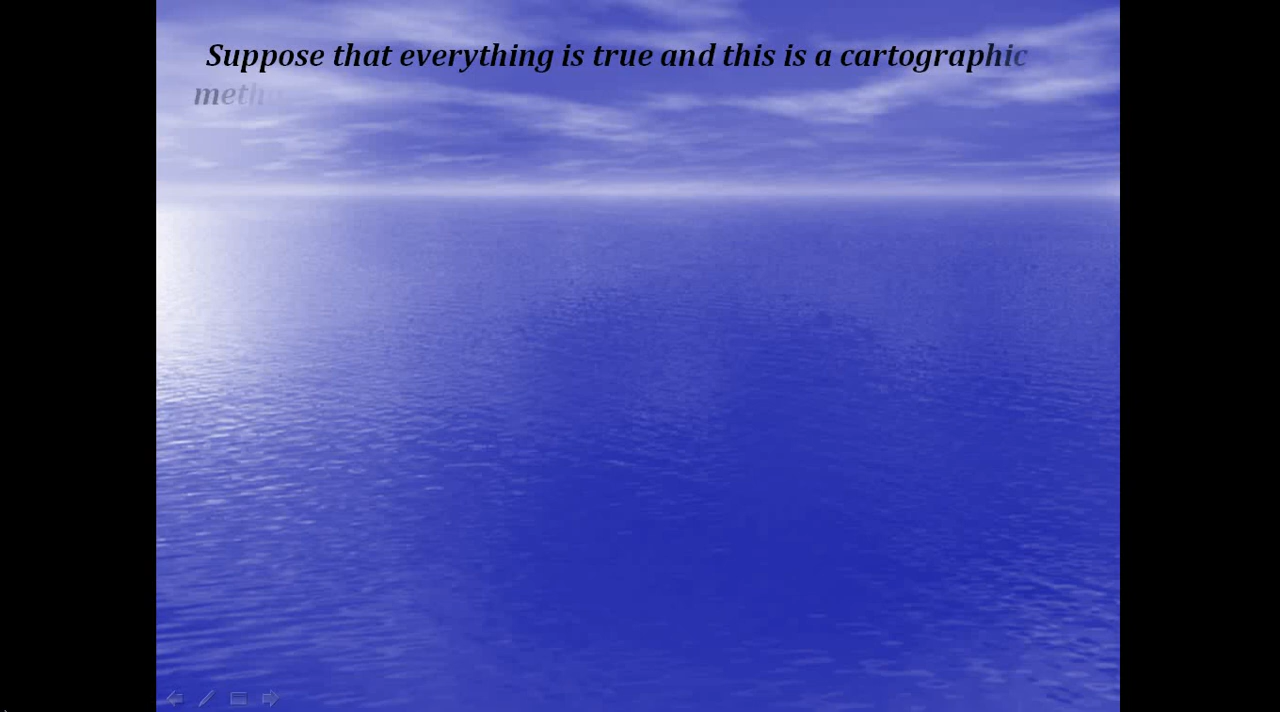 Suppose that everything is true and this is a cartographic